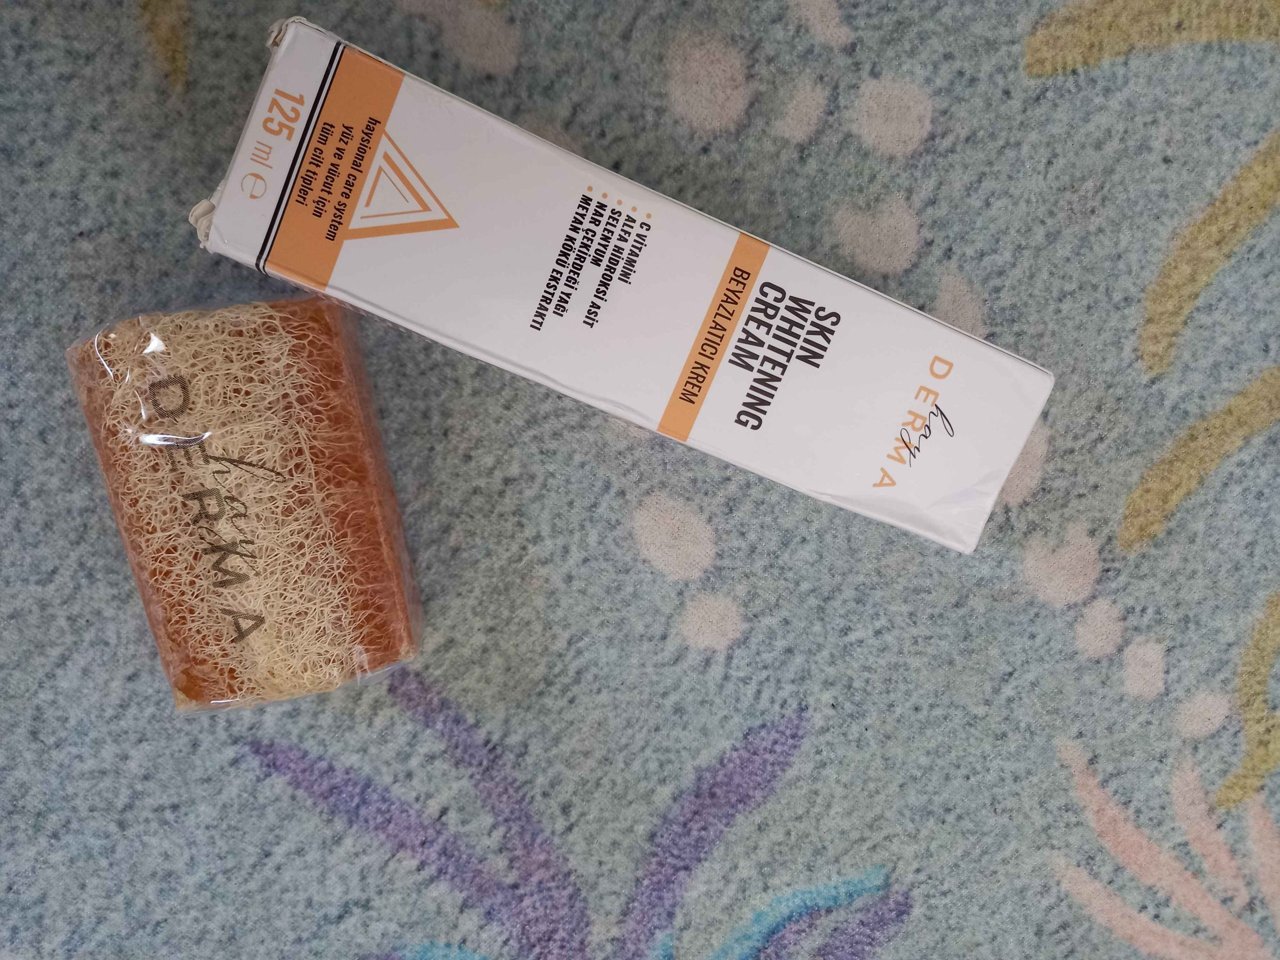 hay
DERMA
SKIN
WHITENING
CREAM
BEYAZLATICI KREM
• C VİTAMİNİ
• ALFA HİDROKSİ ASİT
• SELENYUM
• NAR ÇEKİRDEĞİ YAĞI
• MEYAN KÖKÜ EKSTRAKTI
haysional care system
yüz ve vücut için
tüm cilt tipleri
125 ml ℮
hay
DERMA